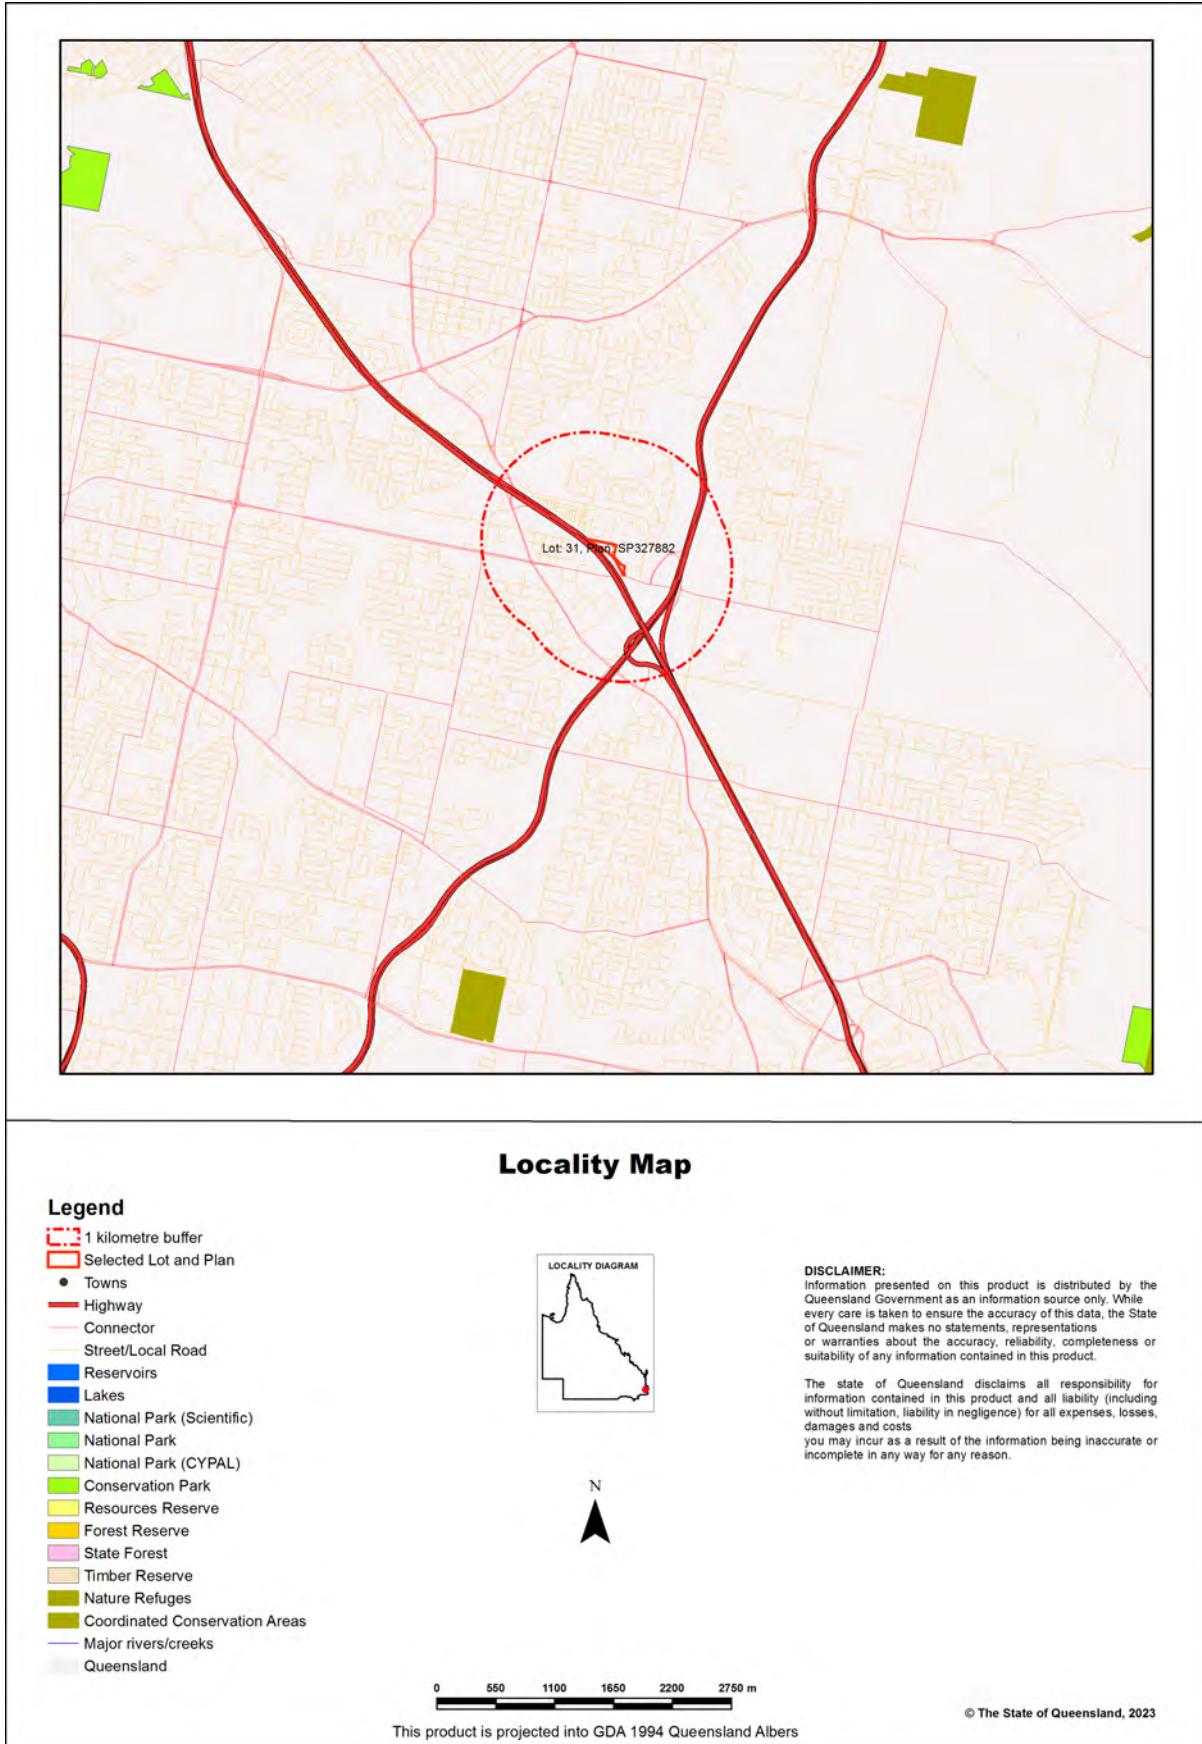 Lot: 31, Plan: SP327882
Locality Map
Legend
1 kilometre buffer
Selected Lot and Plan
Towns
Highway
Connector
Street/Local Road
Reservoirs
Lakes
National Park (Scientific)
National Park
National Park (CYPAL)
Conservation Park
Resources Reserve
Forest Reserve
State Forest
Timber Reserve
Nature Refuges
Coordinated Conservation Areas
Major rivers/creeks
Queensland
LOCALITY DIAGRAM
N
0 550 1100 1650 2200 2750 m
This product is projected into GDA 1994 Queensland Albers
DISCLAIMER:
Information presented on this product is distributed by the
Queensland Government as an information source only. While
every care is taken to ensure the accuracy of this data, the State
of Queensland makes no statements, representations
or warranties about the accuracy, reliability, completeness or
suitability of any information contained in this product.
The state of Queensland disclaims all responsibility for
information contained in this product and all liability (including
without limitation, liability in negligence) for all expenses, losses,
damages and costs
you may incur as a result of the information being inaccurate or
incomplete in any way for any reason.
© The State of Queensland, 2023